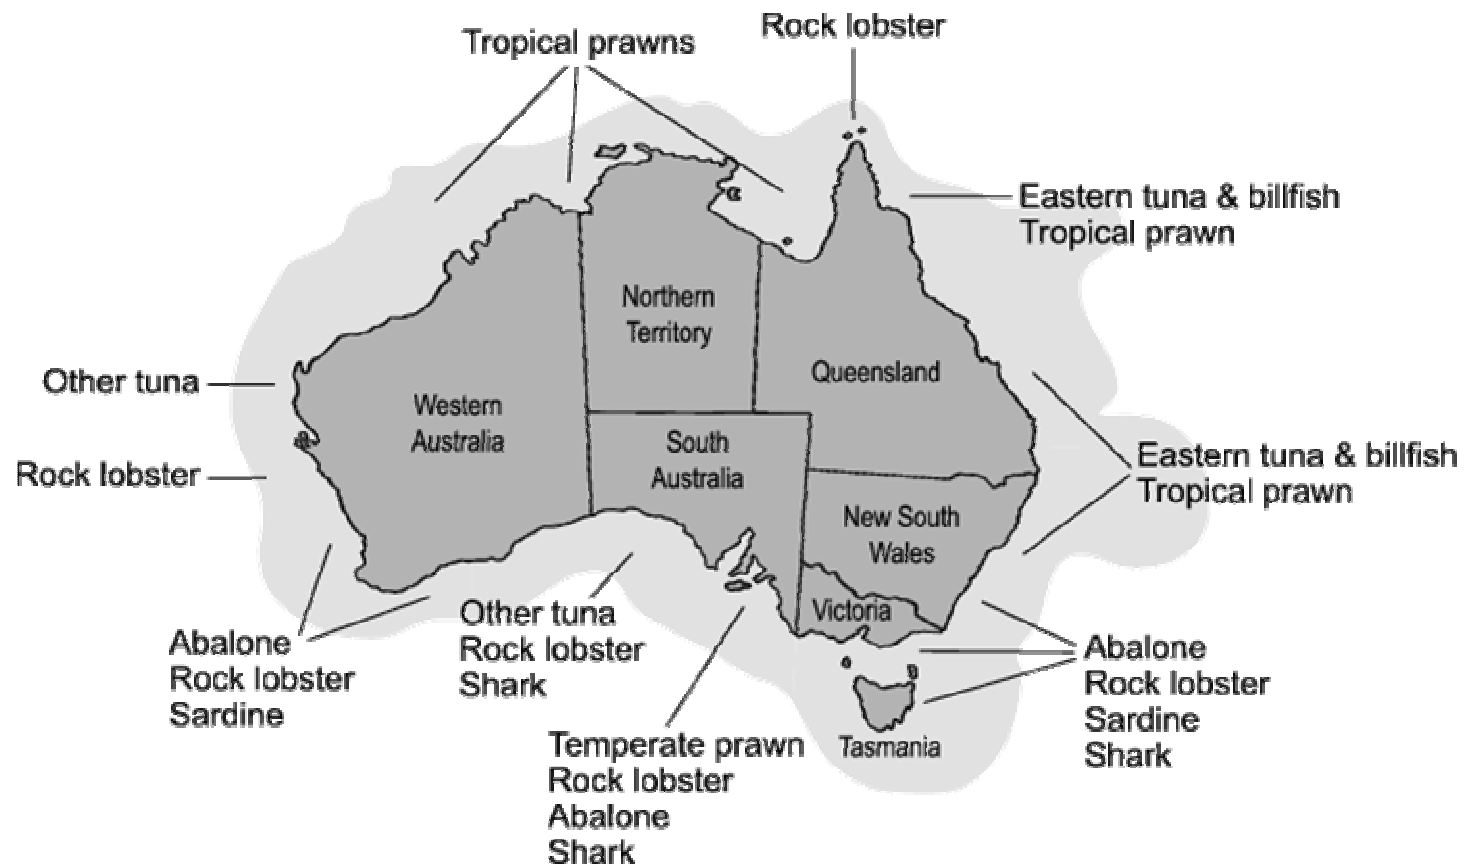 Rock lobster
Tropical prawns
Eastern tuna & billfish
Tropical prawn
Northern
Territory
Queensland
Other tuna
Western
Australia
South
Australia
Rock lobster
Eastern tuna & billfish
Tropical prawn
New South
Wales
Victoria
Abalone
Rock lobster
Sardine
Other tuna
Rock lobster
Shark
Abalone
Rock lobster
Sardine
Shark
Temperate prawn
Rock lobster
Abalone
Shark
Tasmania